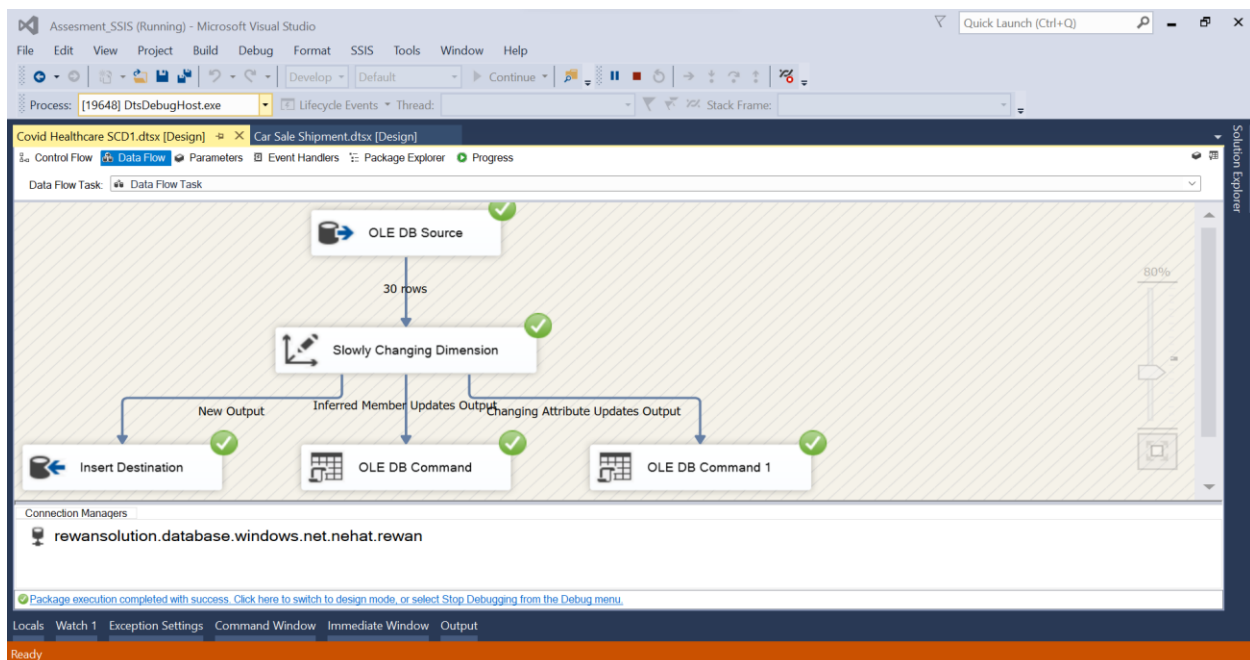 Assesment_SSIS (Running) - Microsoft Visual Studio
Quick Launch (Ctrl+Q)
File Edit View Project Build Debug Format SSIS Tools Window Help
Develop Default Continue
Process: [19648] DtsDebugHost.exe Lifecycle Events Thread: Stack Frame:
Covid Healthcare SCD1.dtsx [Design] Car Sale Shipment.dtsx [Design]
Solution Explorer
Control Flow Data Flow Parameters Event Handlers Package Explorer Progress
Data Flow Task: Data Flow Task
OLE DB Source
80%
30 rows
Slowly Changing Dimension
New Output
Inferred Member Updates Output
Changing Attribute Updates Output
Insert Destination
OLE DB Command
OLE DB Command 1
Connection Managers
rewansolution.database.windows.net.nehat.rewan
Package execution completed with success. Click here to switch to design mode, or select Stop Debugging from the Debug menu.
Locals Watch 1 Exception Settings Command Window Immediate Window Output
Ready